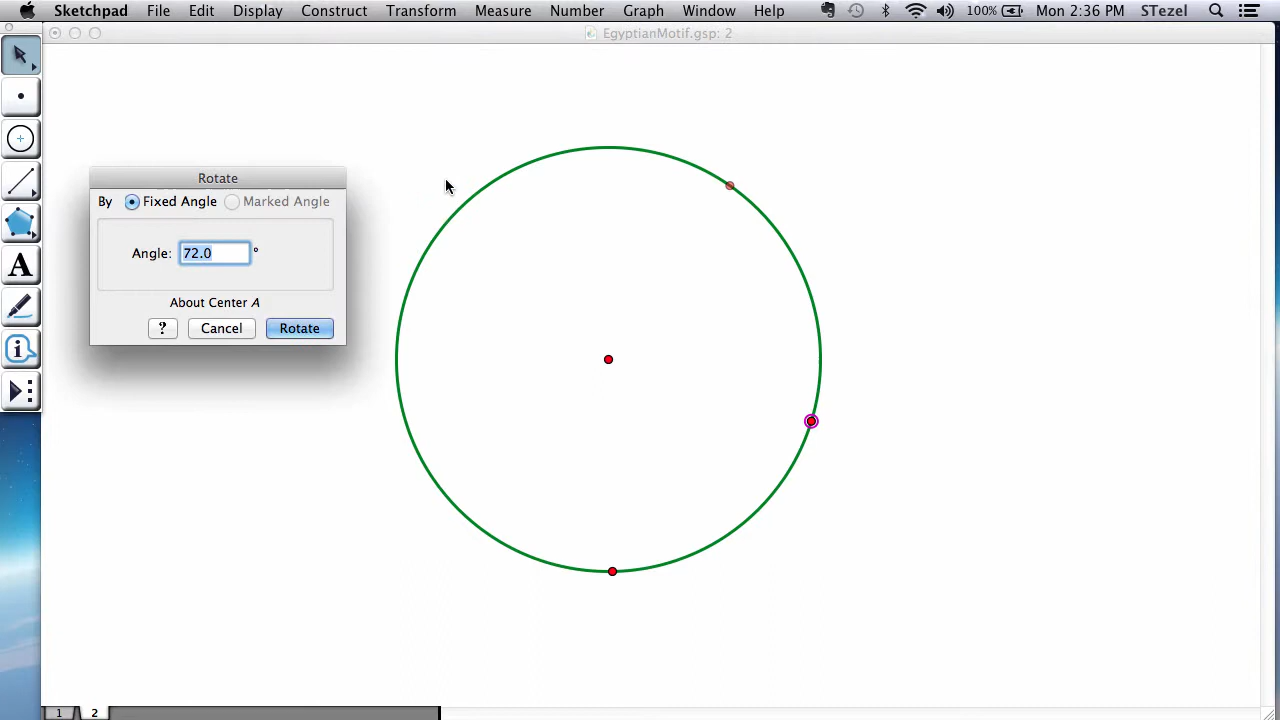 Sketchpad File Edit Display Construct Transform Measure Number Graph Window Help 100% Mon 2:36 PM STezel
EgyptianMotif.gsp: 2
A
Rotate
By Fixed Angle Marked Angle
Angle: 72.0 °
About Center A
? Cancel Rotate
1 2